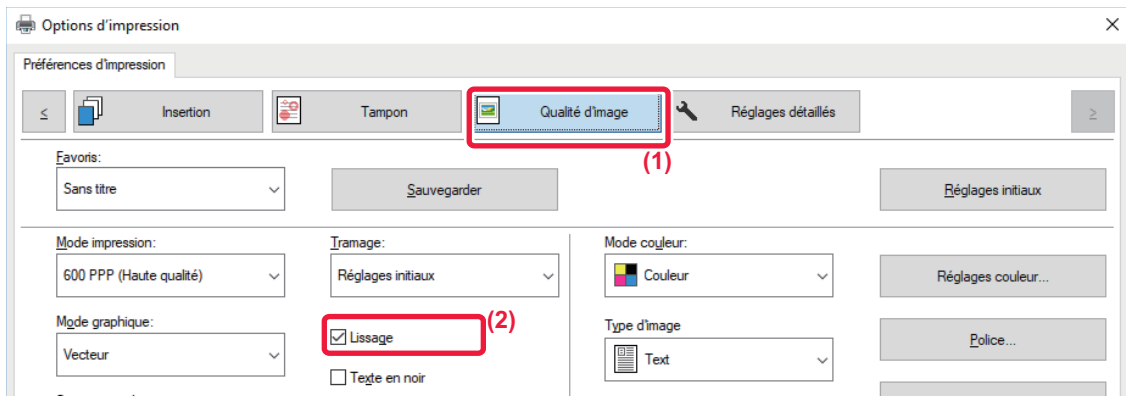 Options d'impression
Préférences d'impression
≤ Insertion Tampon Qualité d'image Réglages détaillés ≥
(1)
Favoris:
Sans titre Sauvegarder Réglages initiaux
Mode impression: Tramage: Mode couleur:
600 PPP (Haute qualité) Réglages initiaux Couleur Réglages couleur...
Mode graphique: (2) Type d'image
Vecteur Lissage Text Police...
Texte en noir